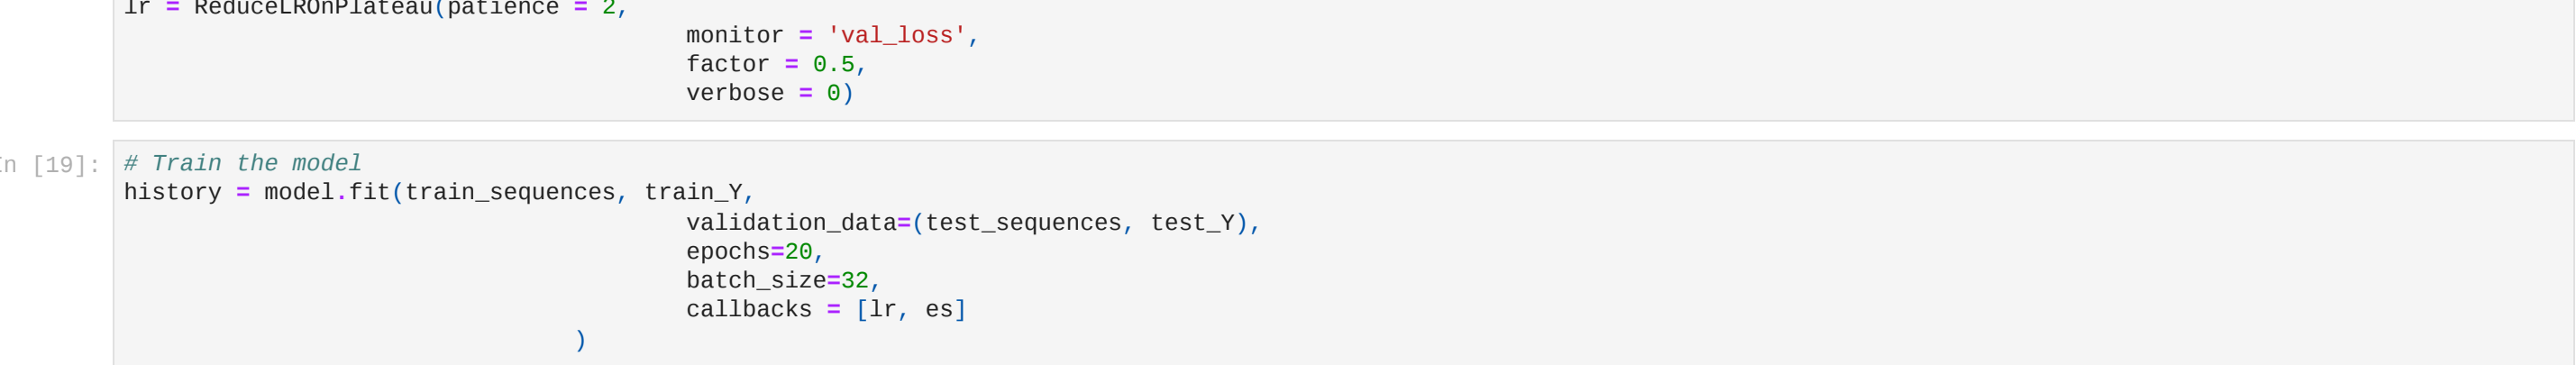 lr = ReduceLROnPlateau(patience = 2,
monitor = 'val_loss',
factor = 0.5,
verbose = 0)
In [19]:
# Train the model
history = model.fit(train_sequences, train_Y,
validation_data=(test_sequences, test_Y),
epochs=20,
batch_size=32,
callbacks = [lr, es]
)